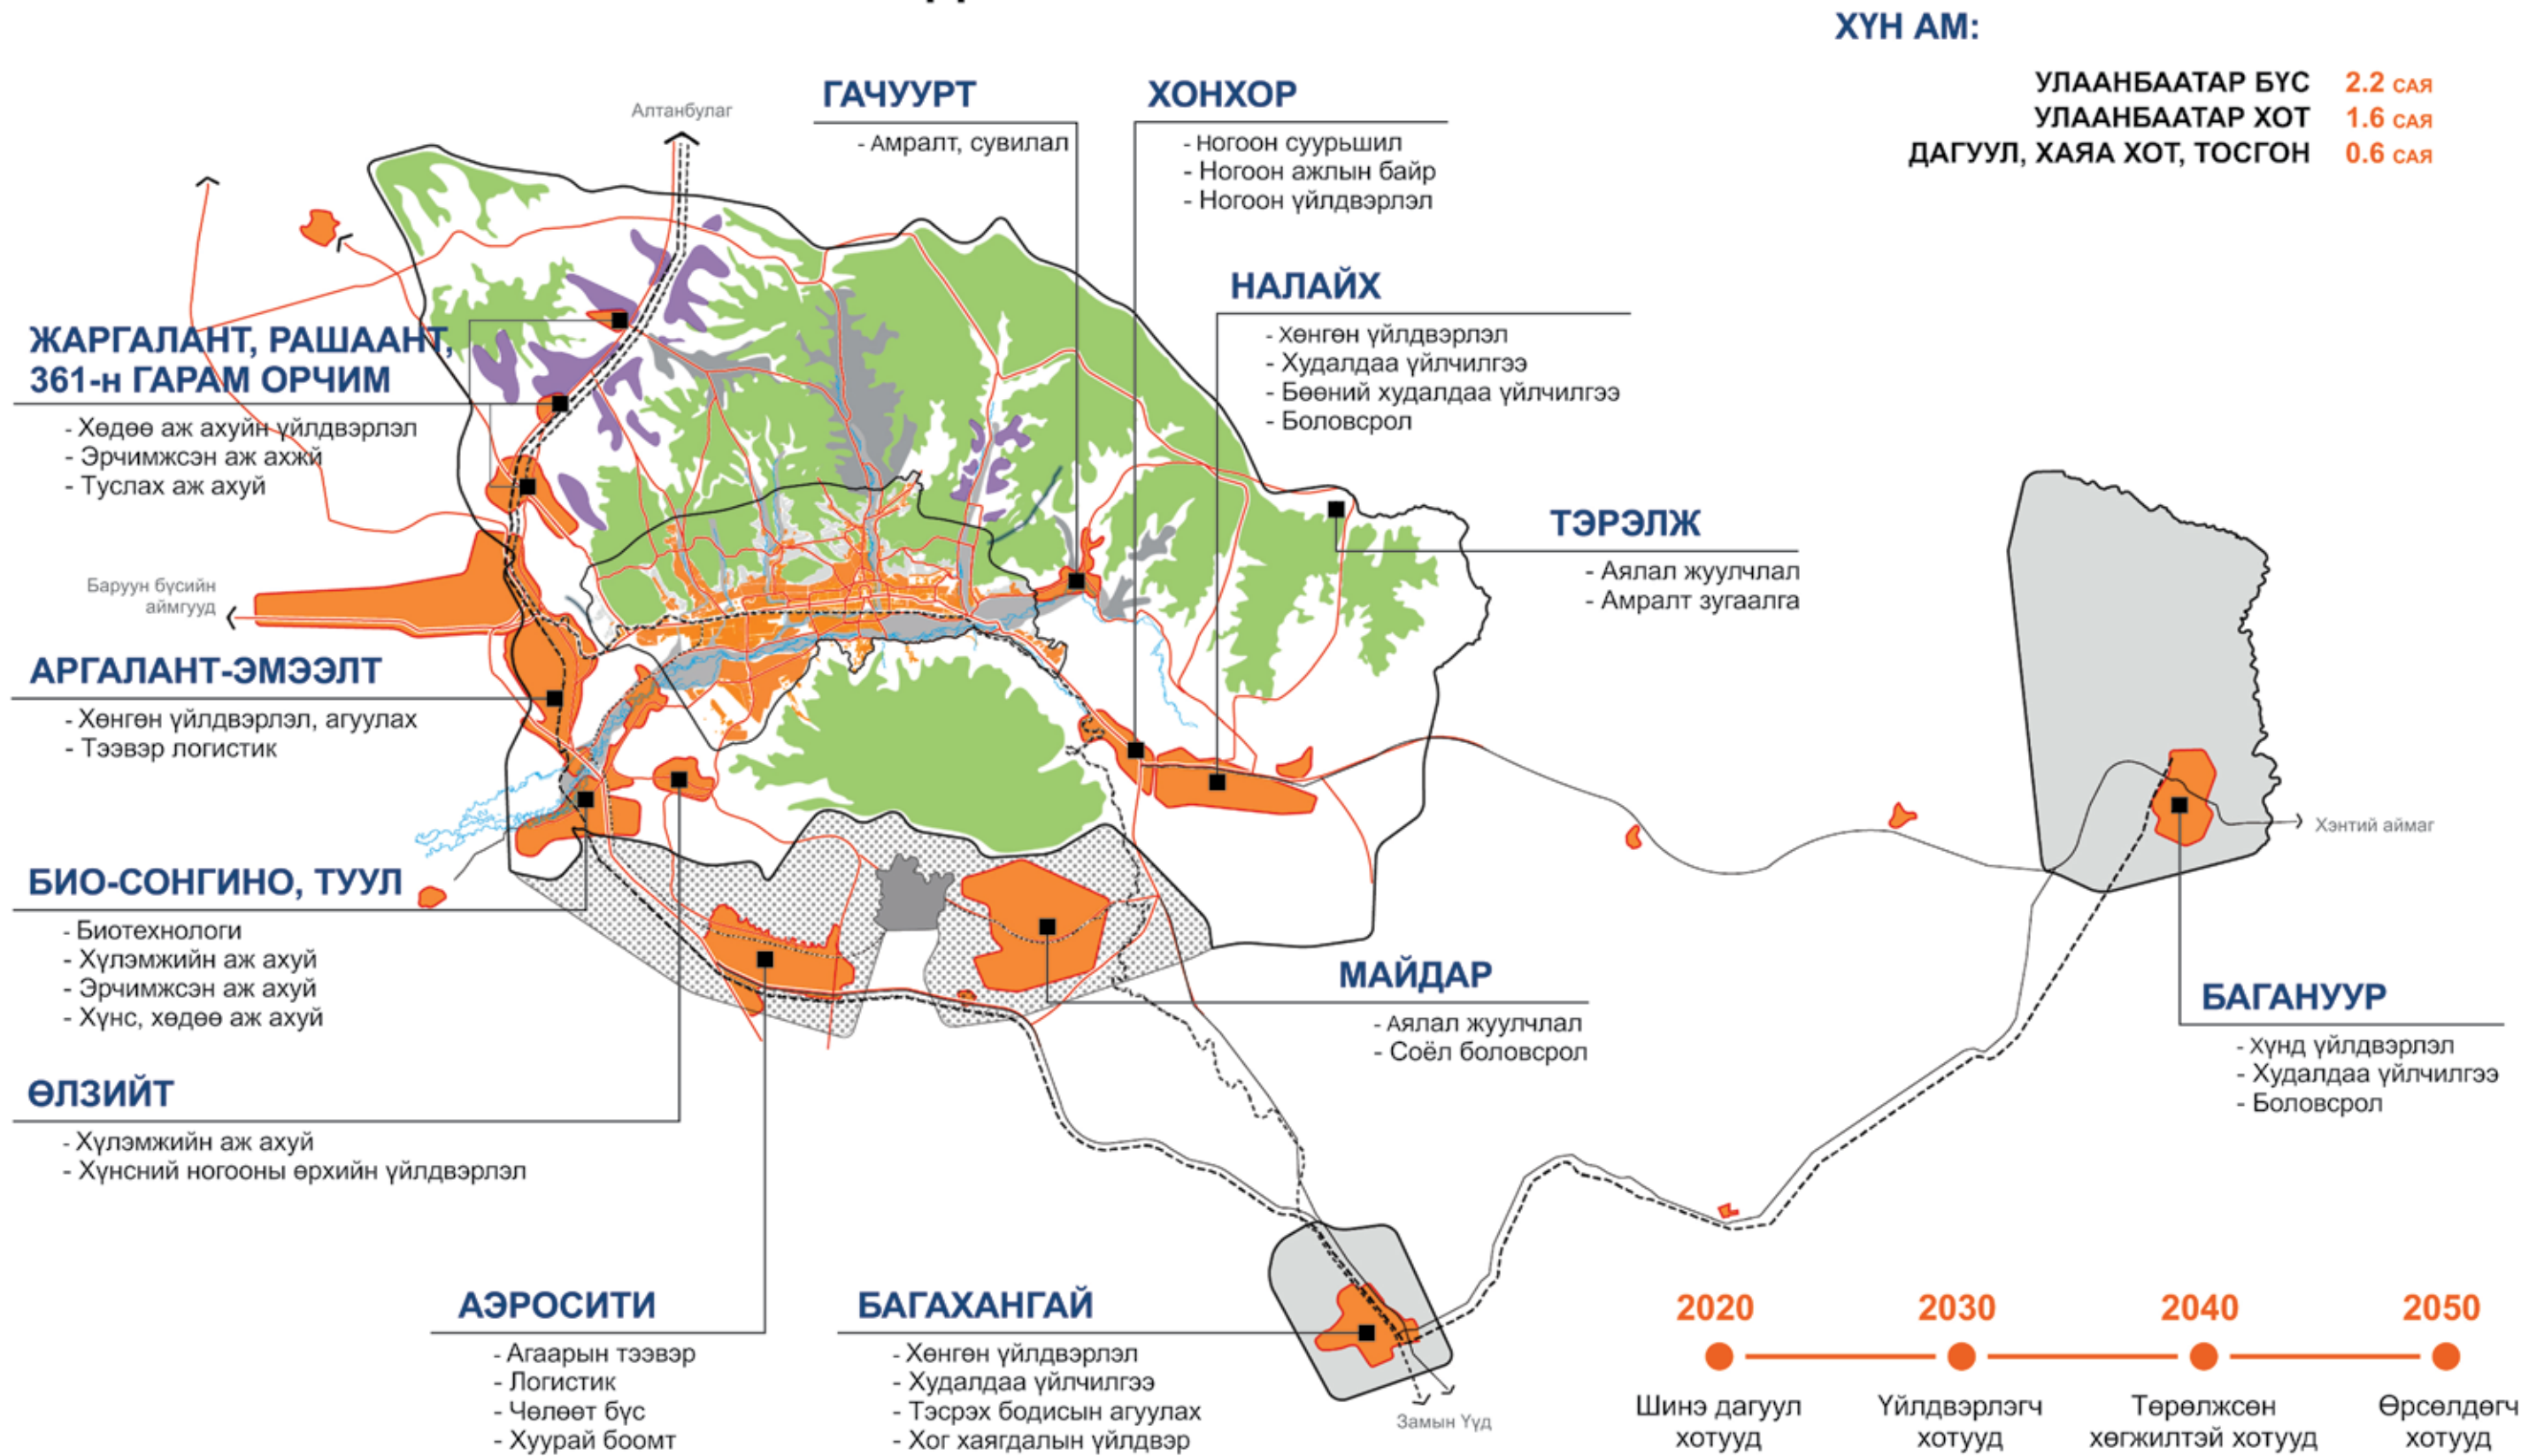 ХҮН АМ:
УЛААНБААТАР БҮС 2.2 САЯ
УЛААНБААТАР ХОТ 1.6 САЯ
ДАГУУЛ, ХАЯА ХОТ, ТОСГОН 0.6 САЯ
Алтанбулаг
ГАЧУУРТ
- Амралт, сувилал
ХОНХОР
- Ногоон суурьшил
- Ногоон ажлын байр
- Ногоон үйлдвэрлэл
НАЛАЙХ
- Хөнгөн үйлдвэрлэл
- Худалдаа үйлчилгээ
- Бөөний худалдаа үйлчилгээ
- Боловсрол
ЖАРГАЛАНТ, РАШААНТ,
361-н ГАРАМ ОРЧИМ
- Хөдөө аж ахуйн үйлдвэрлэл
- Эрчимжсэн аж ахжй
- Туслах аж ахуй
ТЭРЭЛЖ
- Аялал жуулчлал
- Амралт зугаалга
Баруун бүсийн
аймгууд
АРГАЛАНТ-ЭМЭЭЛТ
- Хөнгөн үйлдвэрлэл, агуулах
- Тээвэр логистик
Хэнтий аймаг
БИО-СОНГИНО, ТУУЛ
- Биотехнологи
- Хүлэмжийн аж ахуй
- Эрчимжсэн аж ахуй
- Хүнс, хөдөө аж ахуй
МАЙДАР
- Аялал жуулчлал
- Соёл боловсрол
БАГАНУУР
- Хүнд үйлдвэрлэл
- Худалдаа үйлчилгээ
- Боловсрол
ӨЛЗИЙТ
- Хүлэмжийн аж ахуй
- Хүнсний ногооны өрхийн үйлдвэрлэл
АЭРОСИТИ
- Агаарын тээвэр
- Логистик
- Чөлөөт бүс
- Хуурай боомт
БАГАХАНГАЙ
- Хөнгөн үйлдвэрлэл
- Худалдаа үйлчилгээ
- Тэсрэх бодисын агуулах
- Хог хаягдалын үйлдвэр
Замын Үүд
2020 2030 2040 2050
Шинэ дагуул хотууд
Үйлдвэрлэгч хотууд
Төрөлжсөн хөгжилтэй хотууд
Өрсөлдөгч хотууд